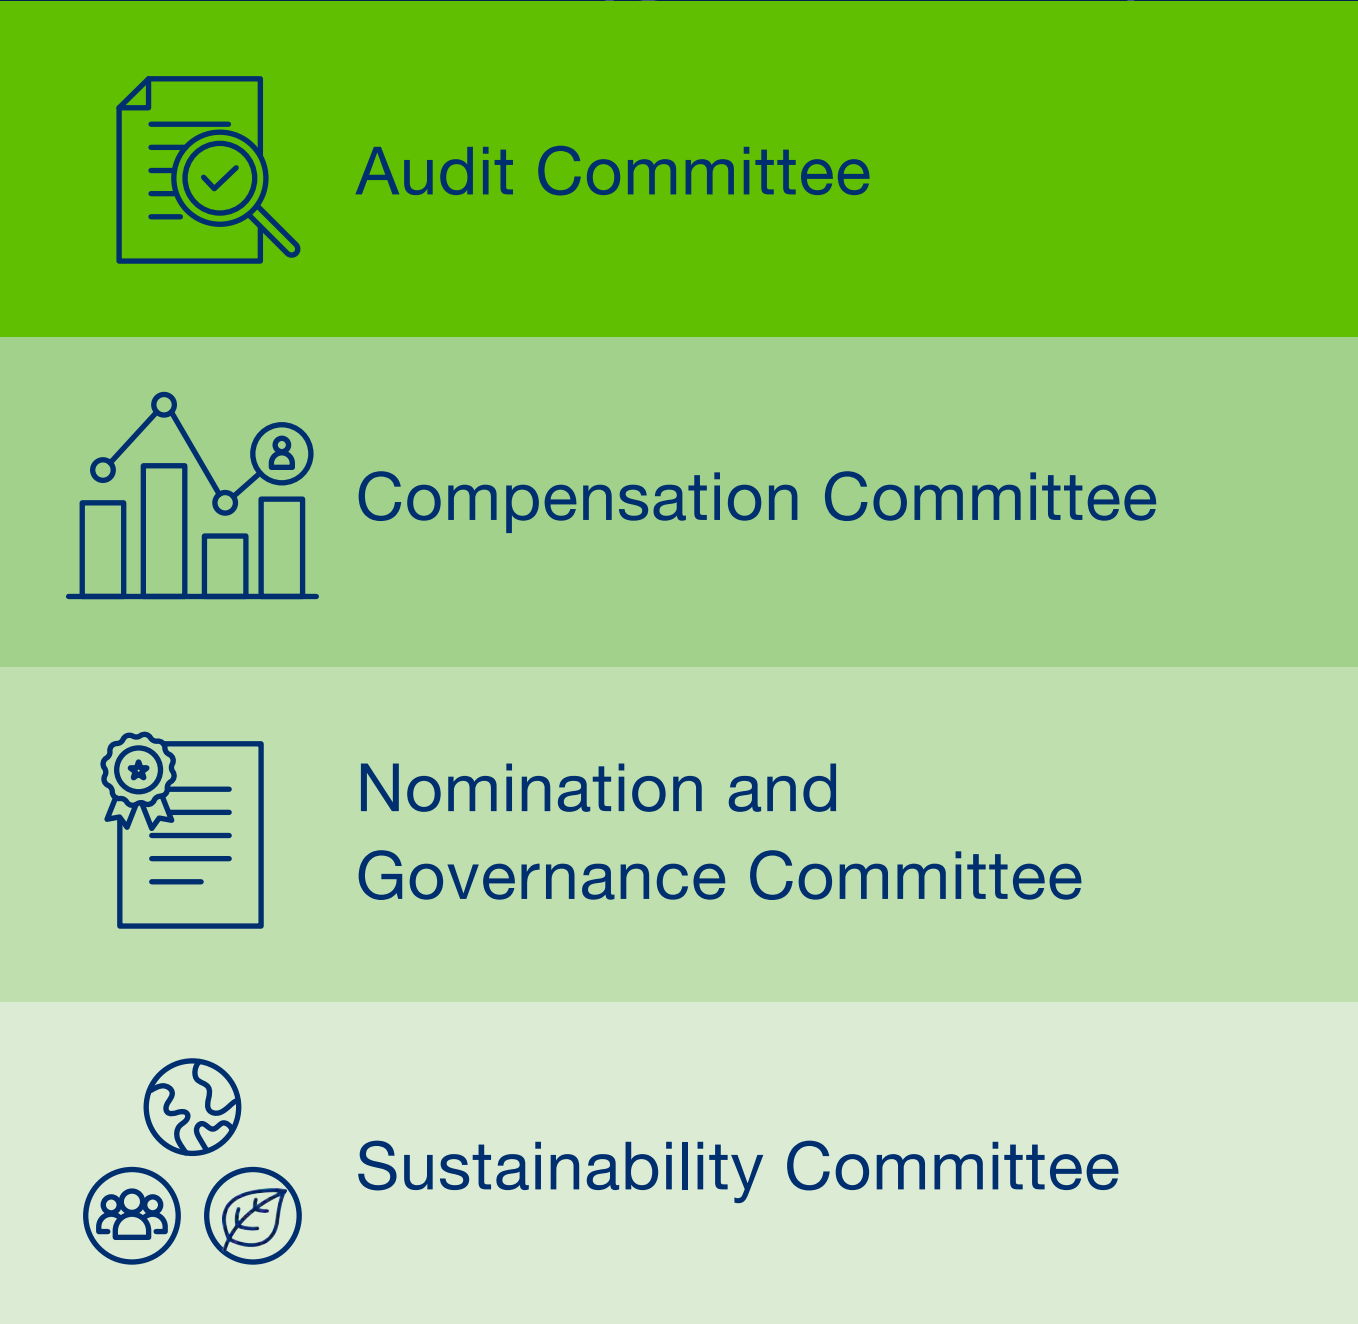 Audit Committee
Compensation Committee
Nomination and
Governance Committee
Sustainability Committee